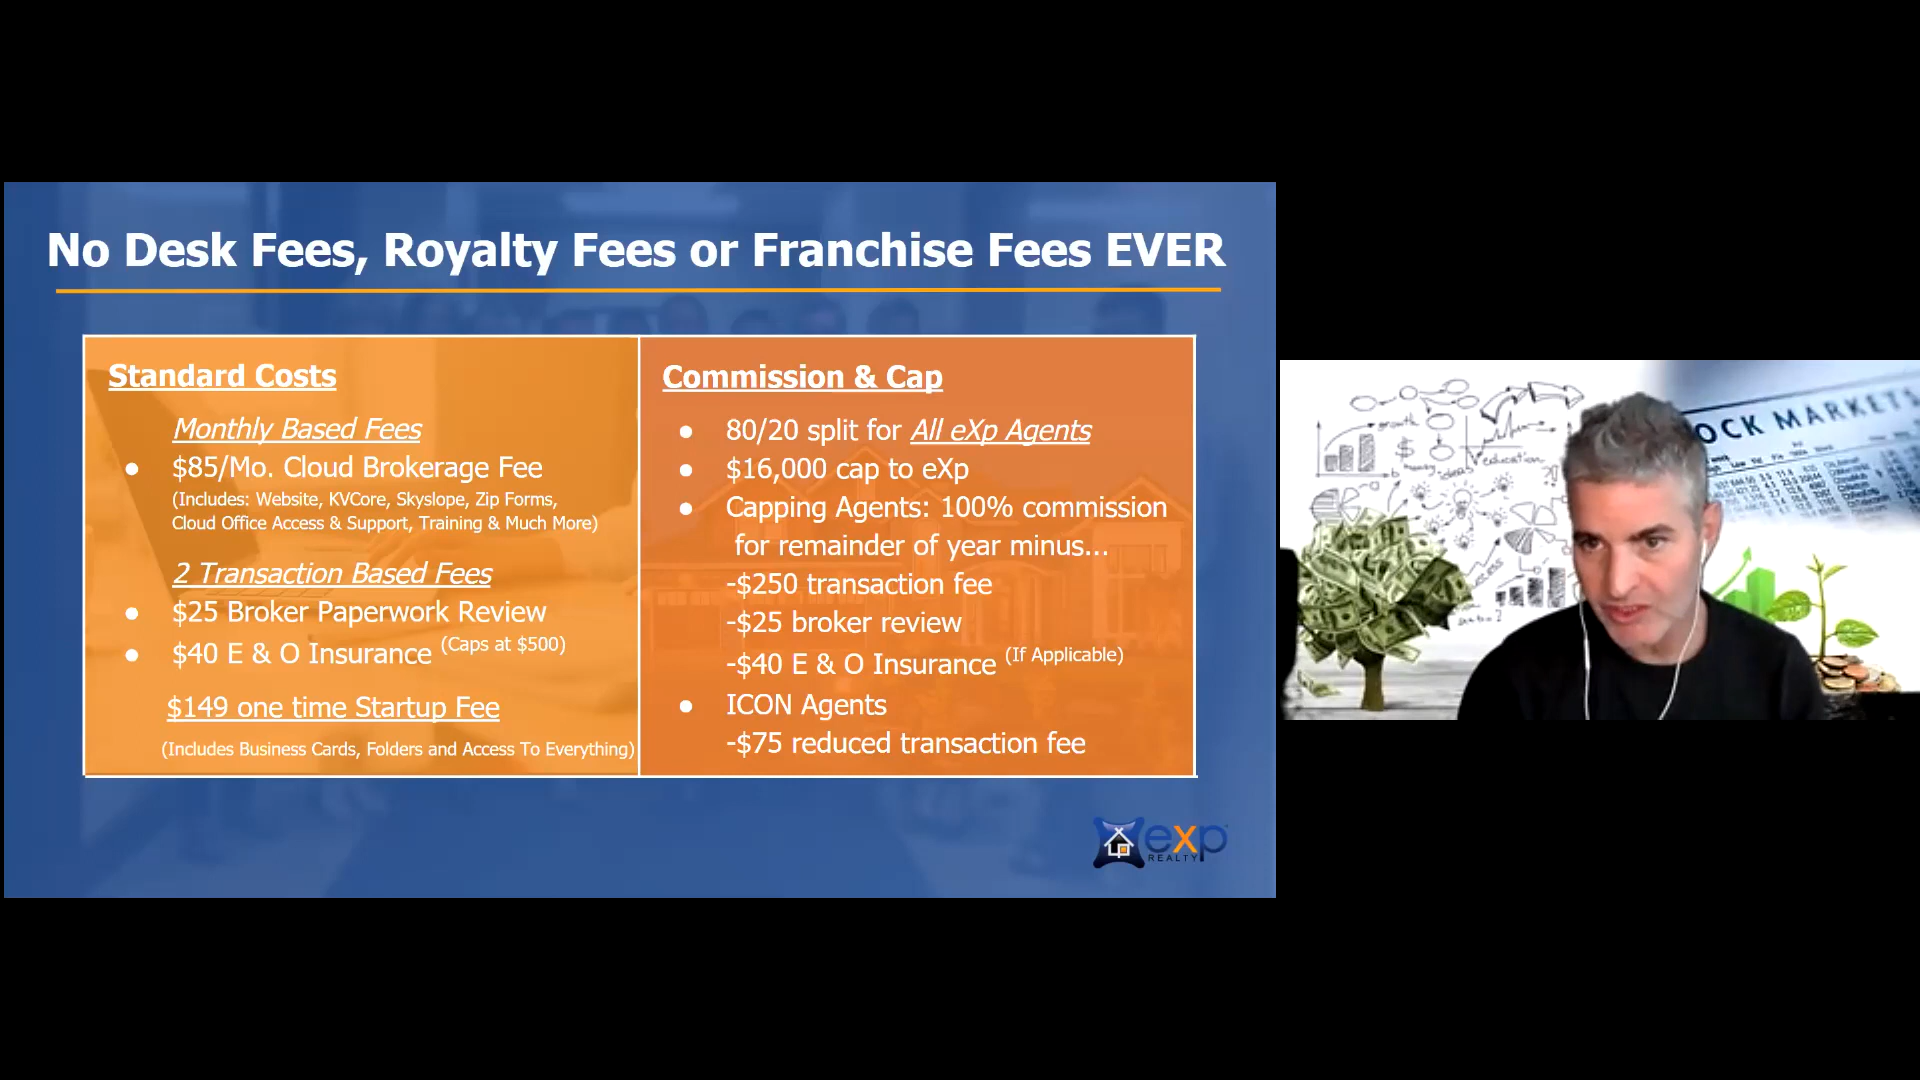 No Desk Fees, Royalty Fees or Franchise Fees EVER
Standard Costs
Monthly Based Fees
● $85/Mo. Cloud Brokerage Fee
(Includes: Website, KVCore, Skyslope, Zip Forms,
Cloud Office Access & Support, Training & Much More)
2 Transaction Based Fees
● $25 Broker Paperwork Review
● $40 E & O Insurance (Caps at $500)
$149 one time Startup Fee
(Includes Business Cards, Folders and Access To Everything)
Commission & Cap
● 80/20 split for All eXp Agents
● $16,000 cap to eXp
● Capping Agents: 100% commission
for remainder of year minus...
-$250 transaction fee
-$25 broker review
-$40 E & O Insurance (If Applicable)
● ICON Agents
-$75 reduced transaction fee
exp
REALTY
growth
education
OCK MARKETS